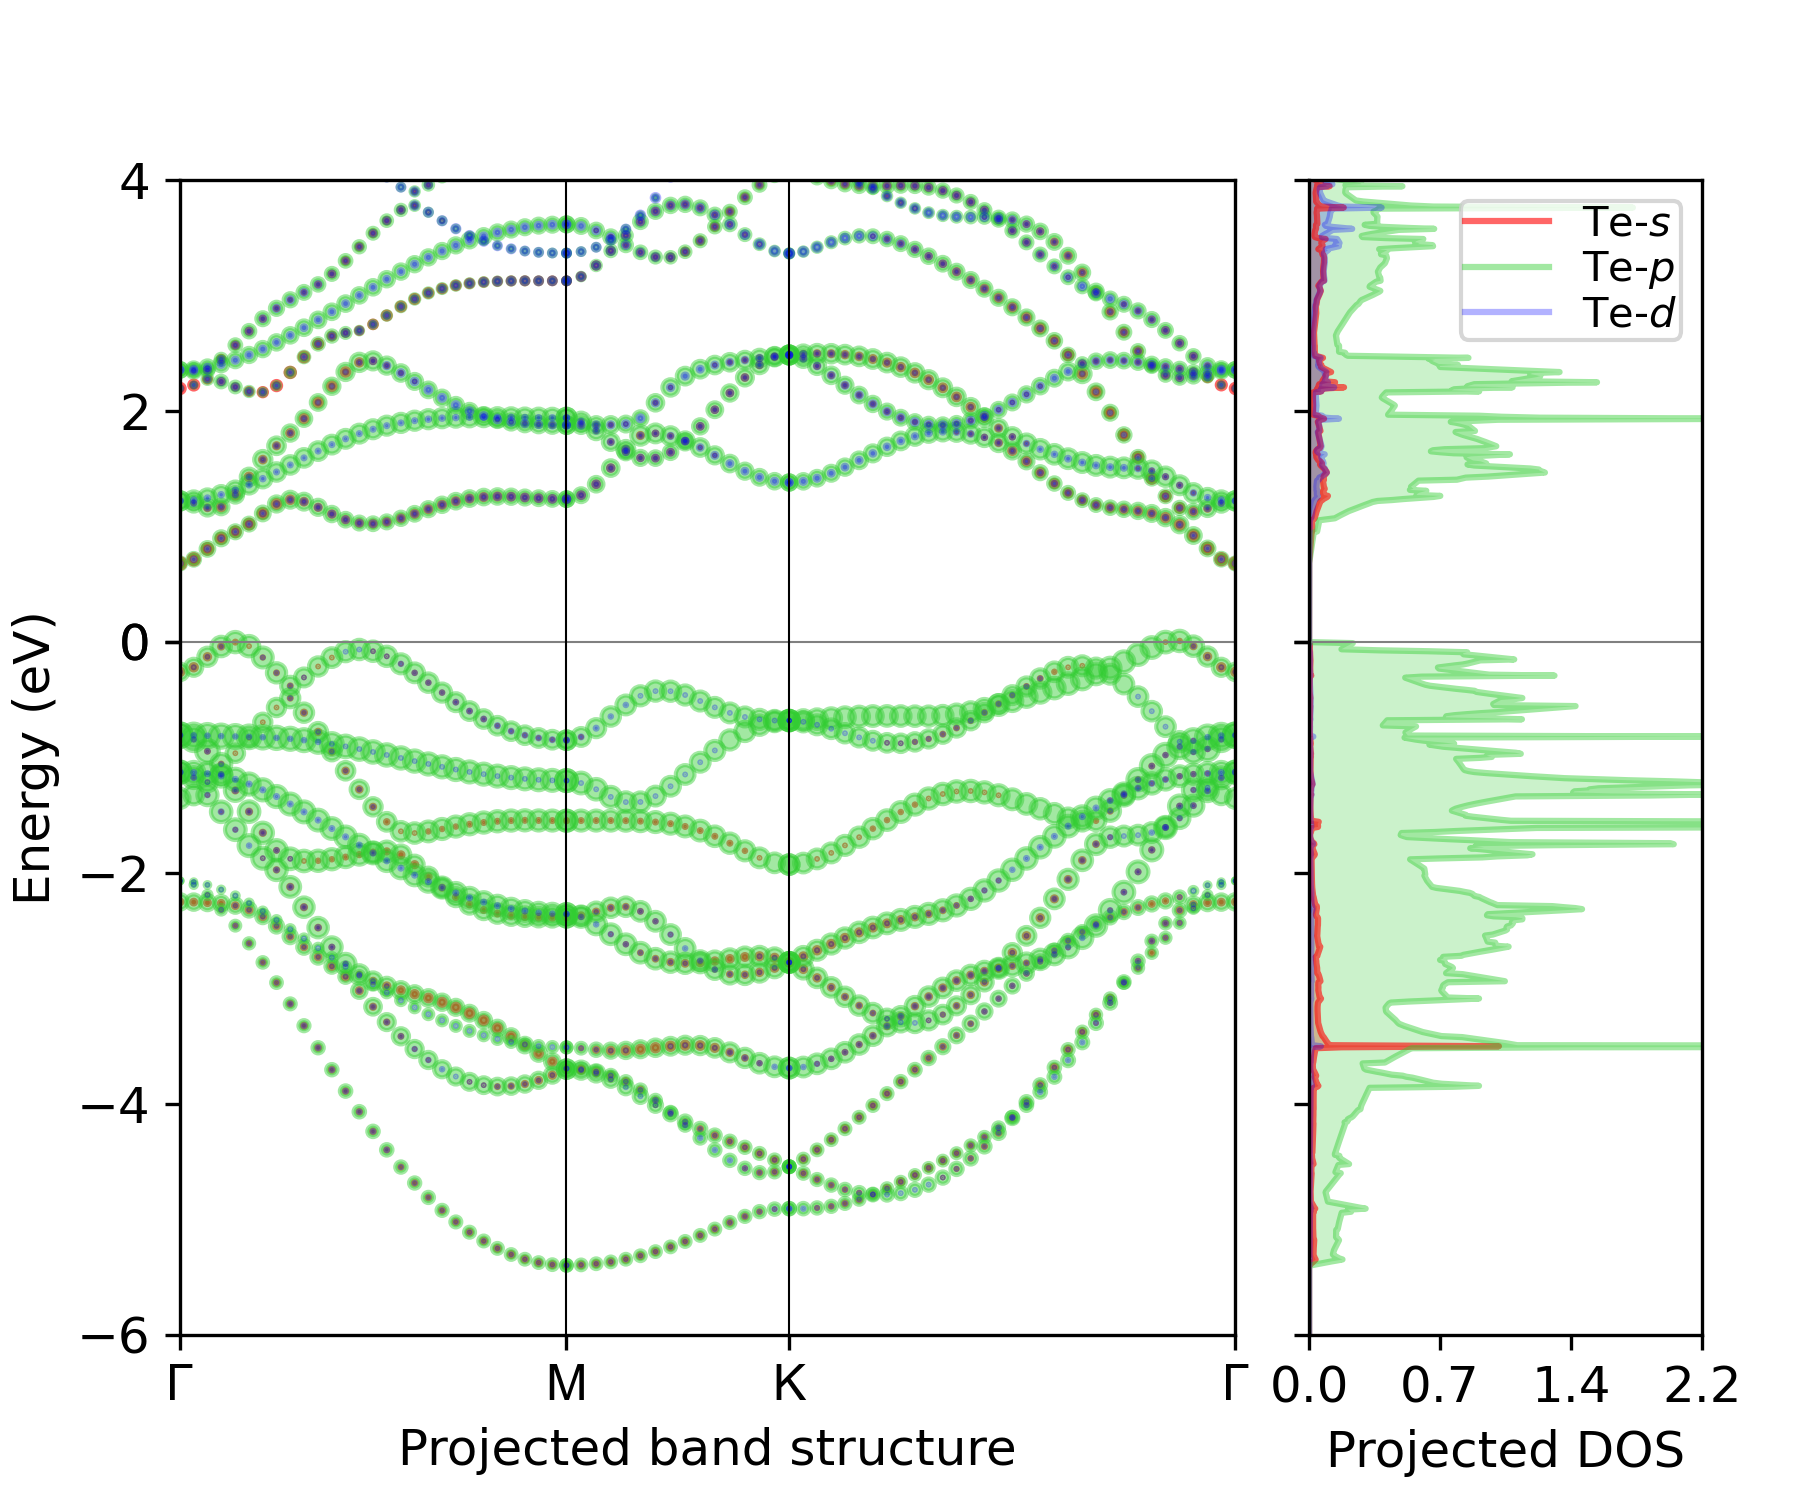 4
2
0
−2
−4
−6
Energy (eV)
Γ M K Γ
Projected band structure
Te-s
Te-p
Te-d
0.0 0.7 1.4 2.2
Projected DOS